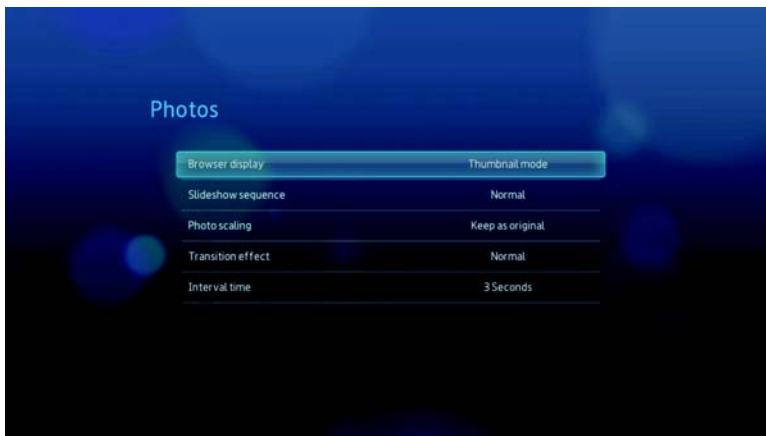 Photos
Browser display Thumbnail mode
Slideshow sequence Normal
Photo scaling Keep as original
Transition effect Normal
Interval time 3 Seconds